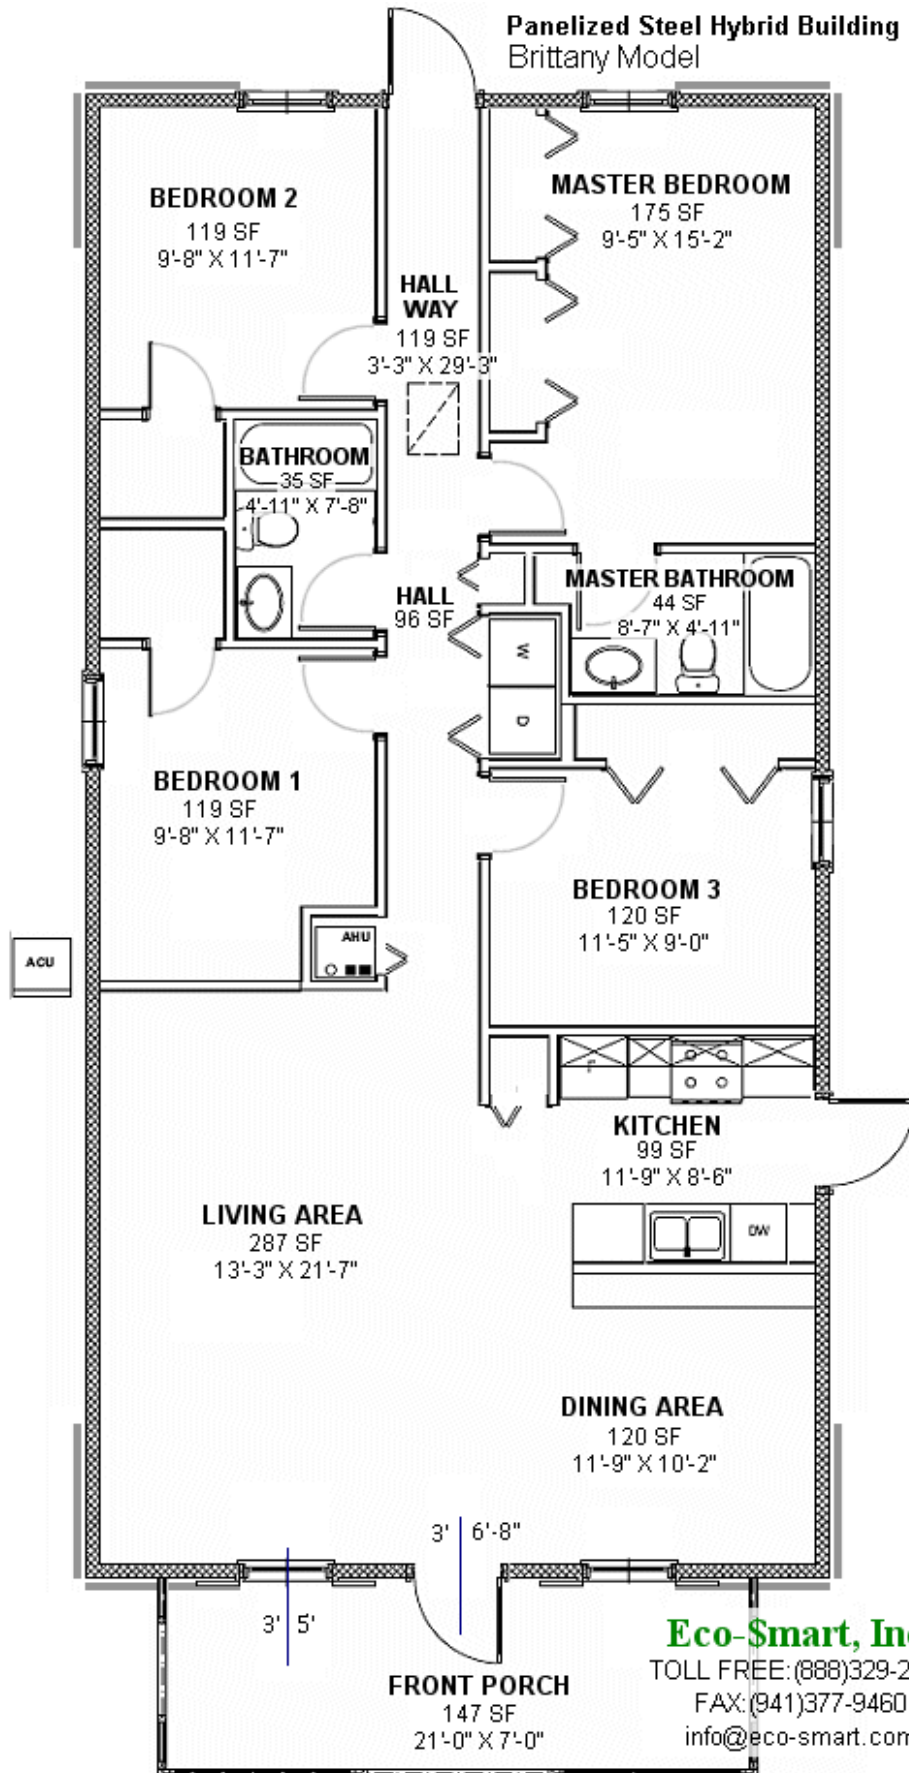 Panelized Steel Hybrid Building
Brittany Model
BEDROOM 2
119 SF
9'-8" X 11'-7"
MASTER BEDROOM
175 SF
9'-5" X 15'-2"
HALL
WAY
119 SF
3'-3" X 29'-3"
BATHROOM
35 SF
4'-11" X 7'-8"
HALL
96 SF
MASTER BATHROOM
44 SF
8'-7" X 4'-11"
W
D
BEDROOM 1
119 SF
9'-8" X 11'-7"
BEDROOM 3
120 SF
11'-5" X 9'-0"
AHU
ACU
F
KITCHEN
99 SF
11'-9" X 8'-6"
DW
LIVING AREA
287 SF
13'-3" X 21'-7"
DINING AREA
120 SF
11'-9" X 10'-2"
3' 6'-8"
3' 5'
FRONT PORCH
147 SF
21'-0" X 7'-0"
Eco-$mart, Inc
TOLL FREE:(888)329-2
FAX:(941)377-9460
info@eco-smart.com